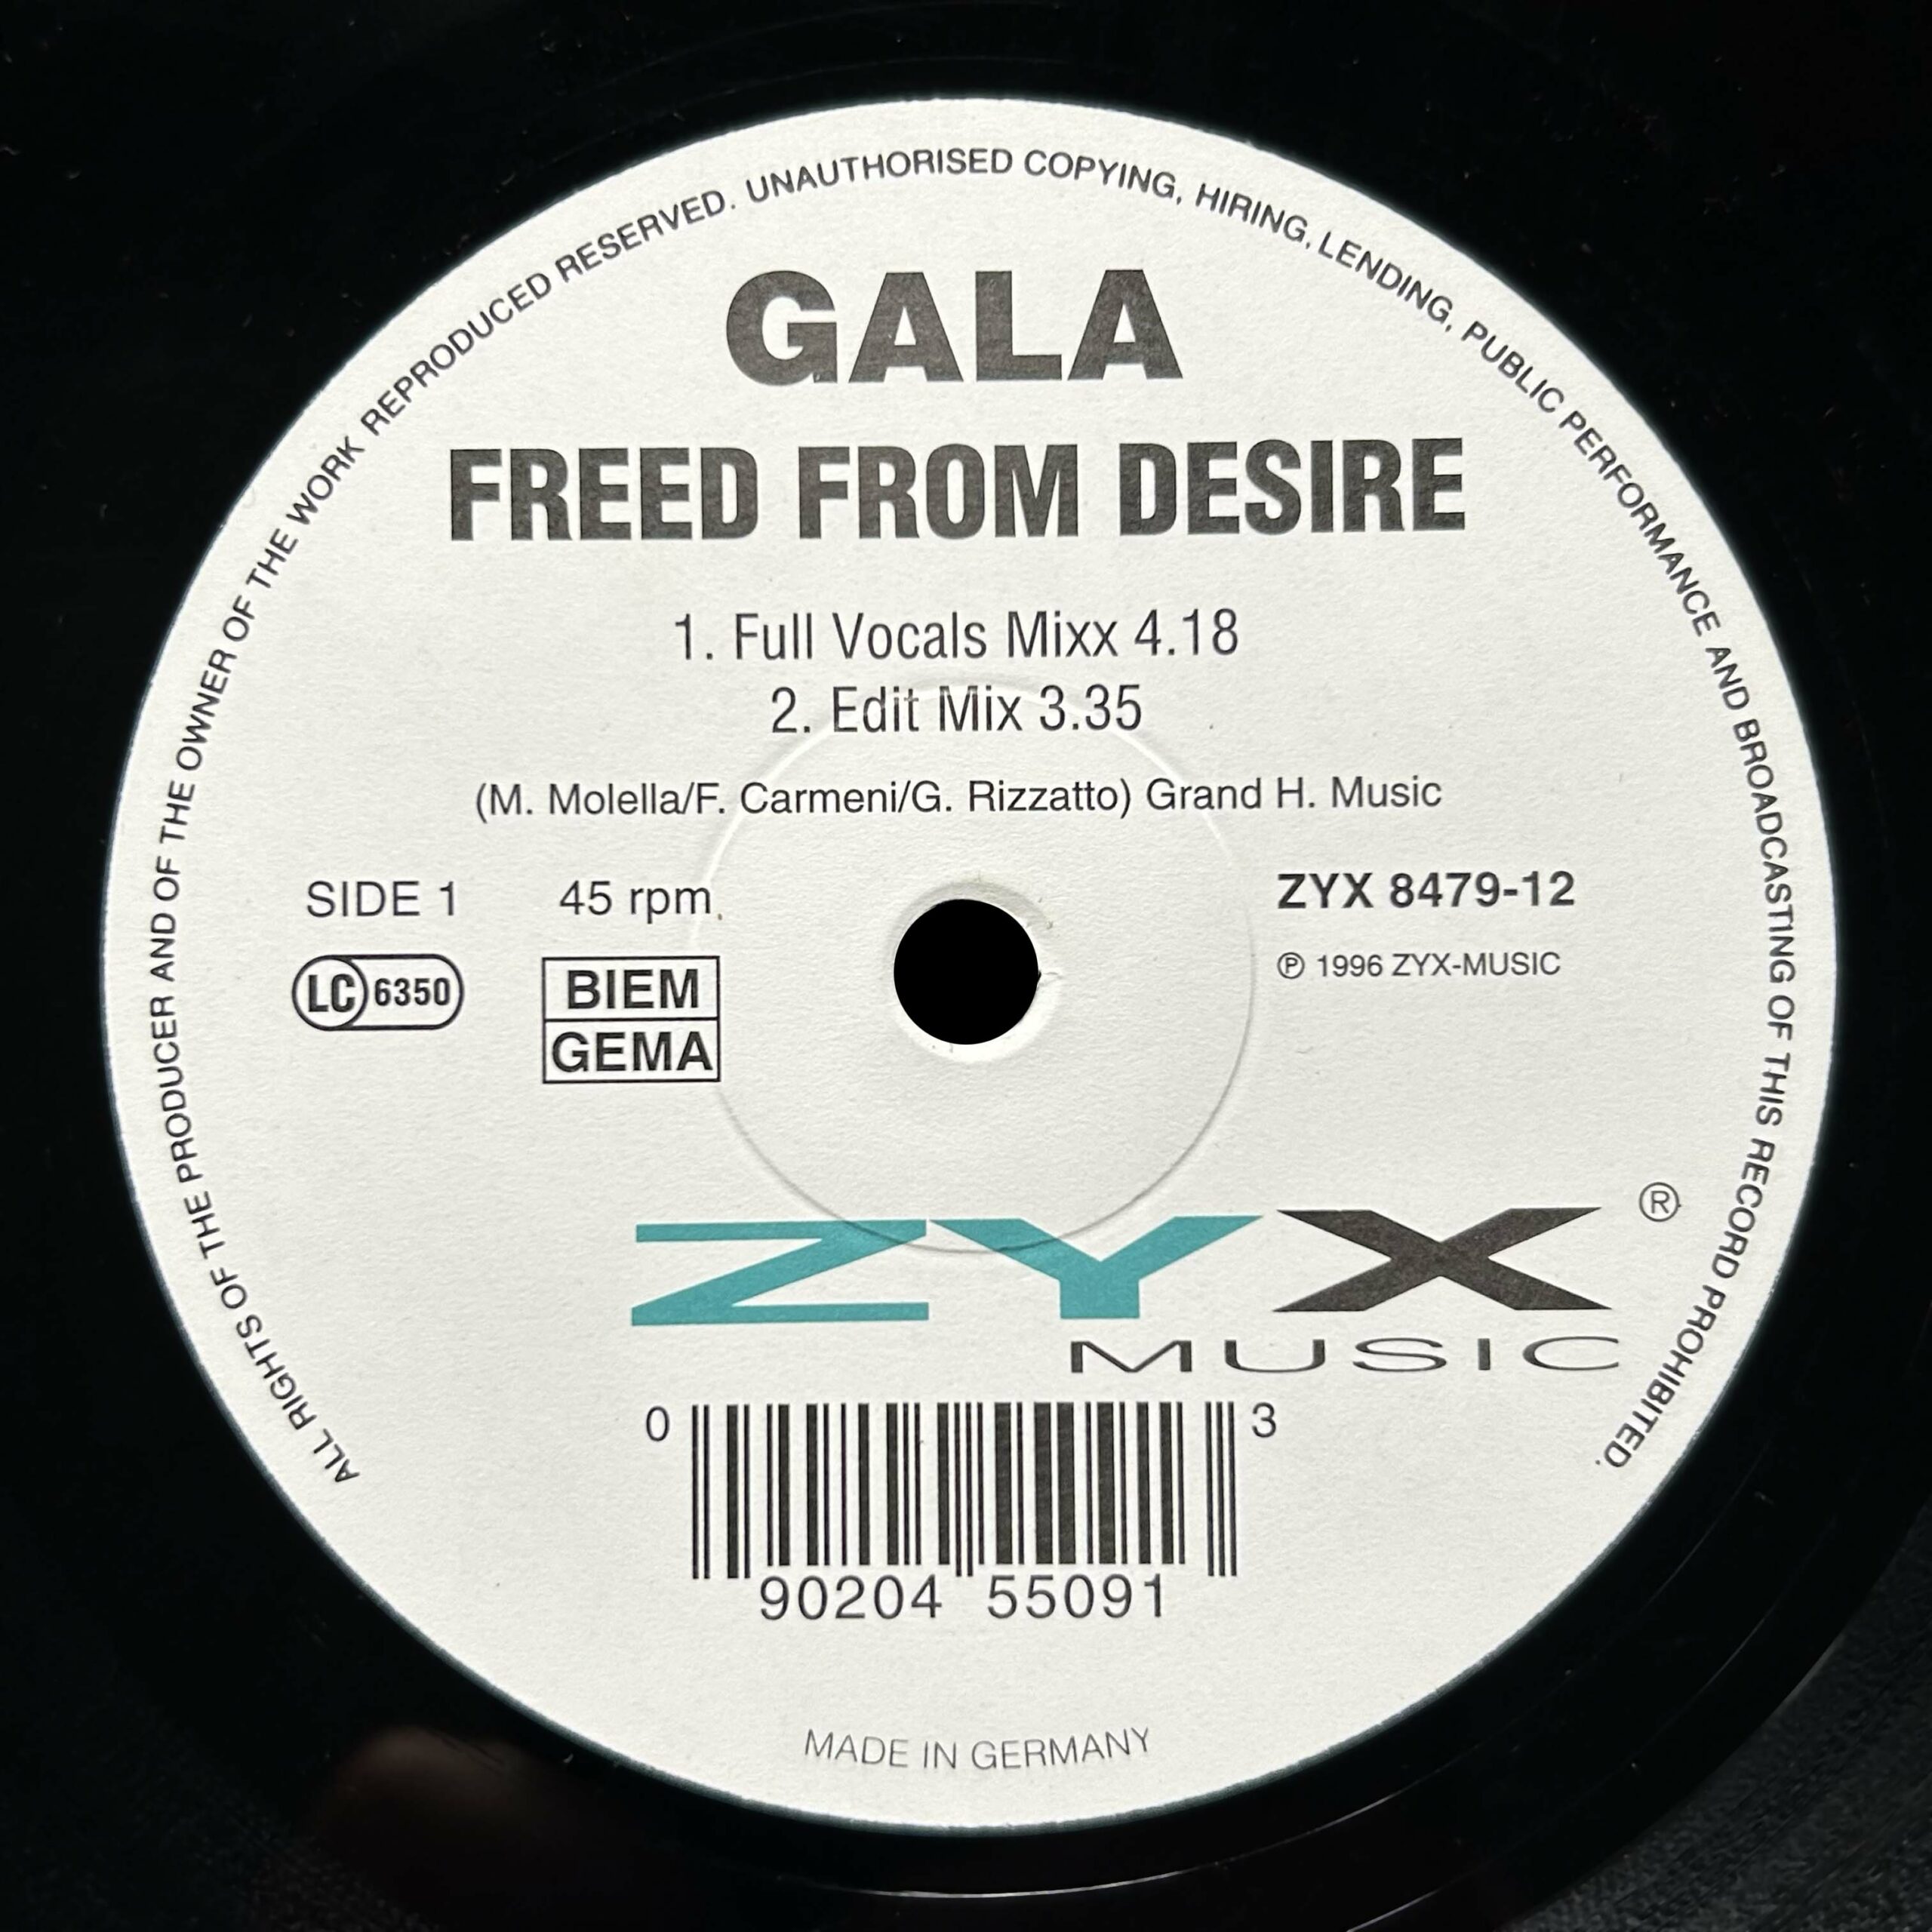 ALL RIGHTS OF THE PRODUCER AND OF THE OWNER OF THE WORK REPRODUCED RESERVED. UNAUTHORISED COPYING, HIRING, LENDING, PUBLIC PERFORMANCE AND BROADCASTING OF THIS RECORD PROHIBITED.
GALA
FREED FROM DESIRE
1. Full Vocals Mixx 4.18
2. Edit Mix 3.35
(M. Molella/F. Carmeni/G. Rizzatto) Grand H. Music
SIDE 1 45 rpm. ZYX 8479-12
LC 6350 BIEM ℗ 1996 ZYX-MUSIC
GEMA
ZYX ®
MUSIC
0 3
90204 55091
MADE IN GERMANY